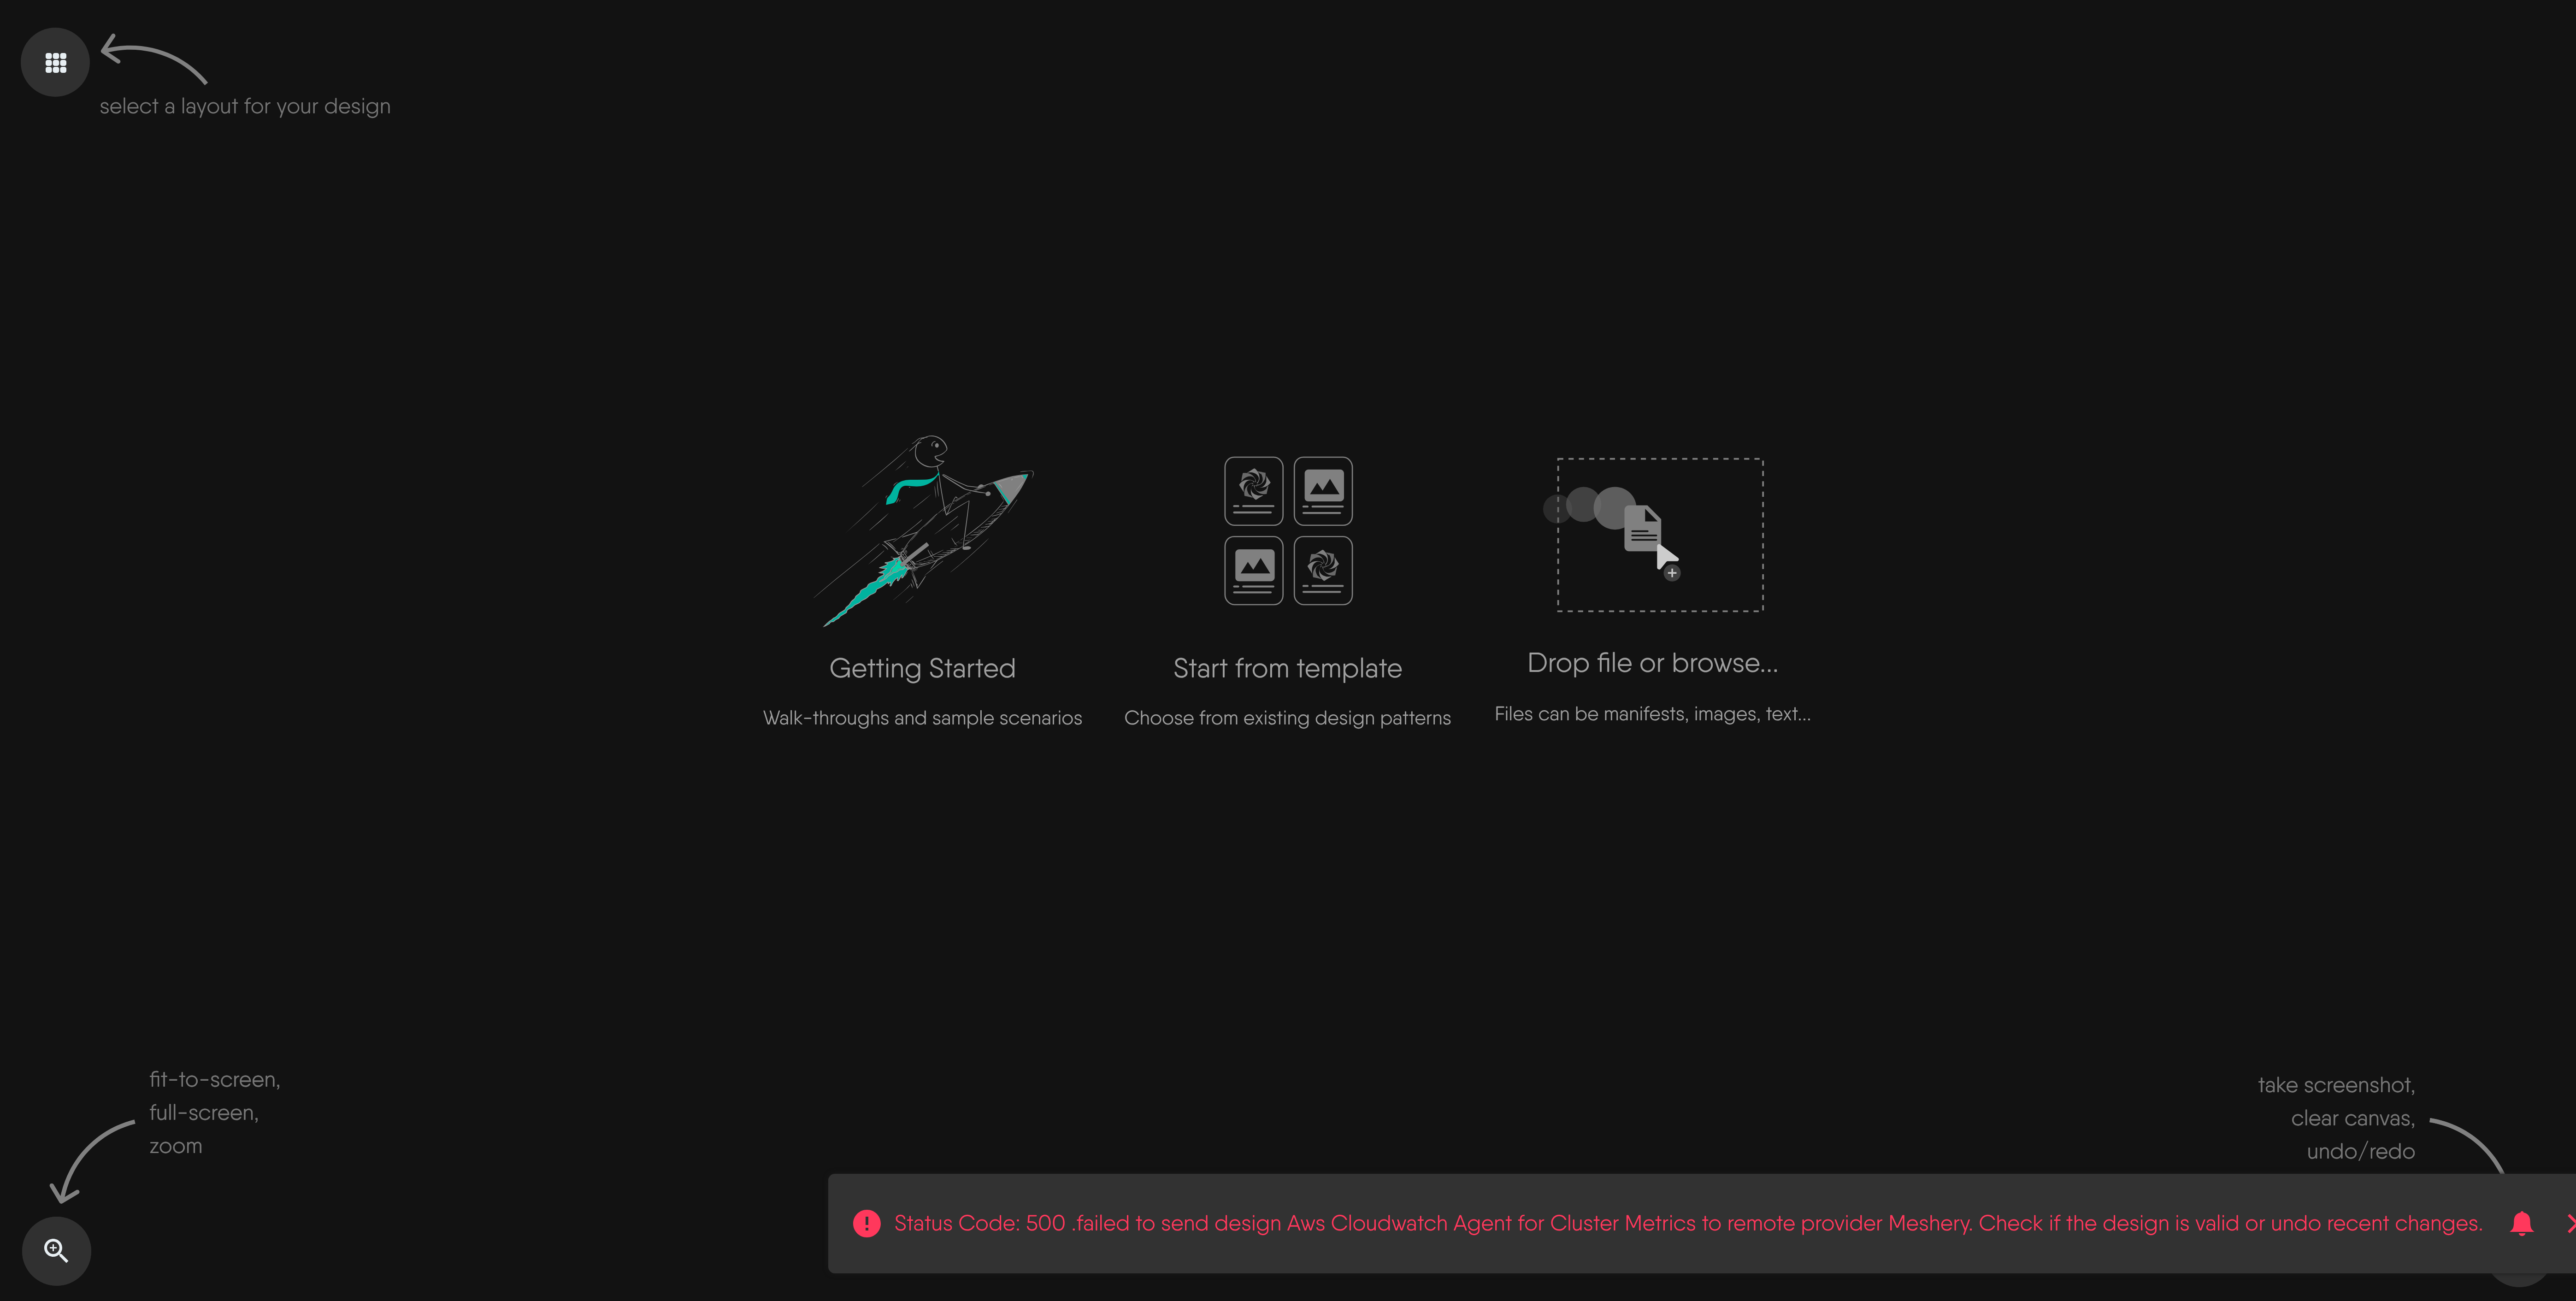 select a layout for your design
Getting Started
Walk-throughs and sample scenarios
Start from template
Choose from existing design patterns
Drop file or browse...
Files can be manifests, images, text...
fit-to-screen,
full-screen,
zoom
take screenshot,
clear canvas,
undo/redo
Status Code: 500 .failed to send design Aws Cloudwatch Agent for Cluster Metrics to remote provider Meshery. Check if the design is valid or undo recent changes.